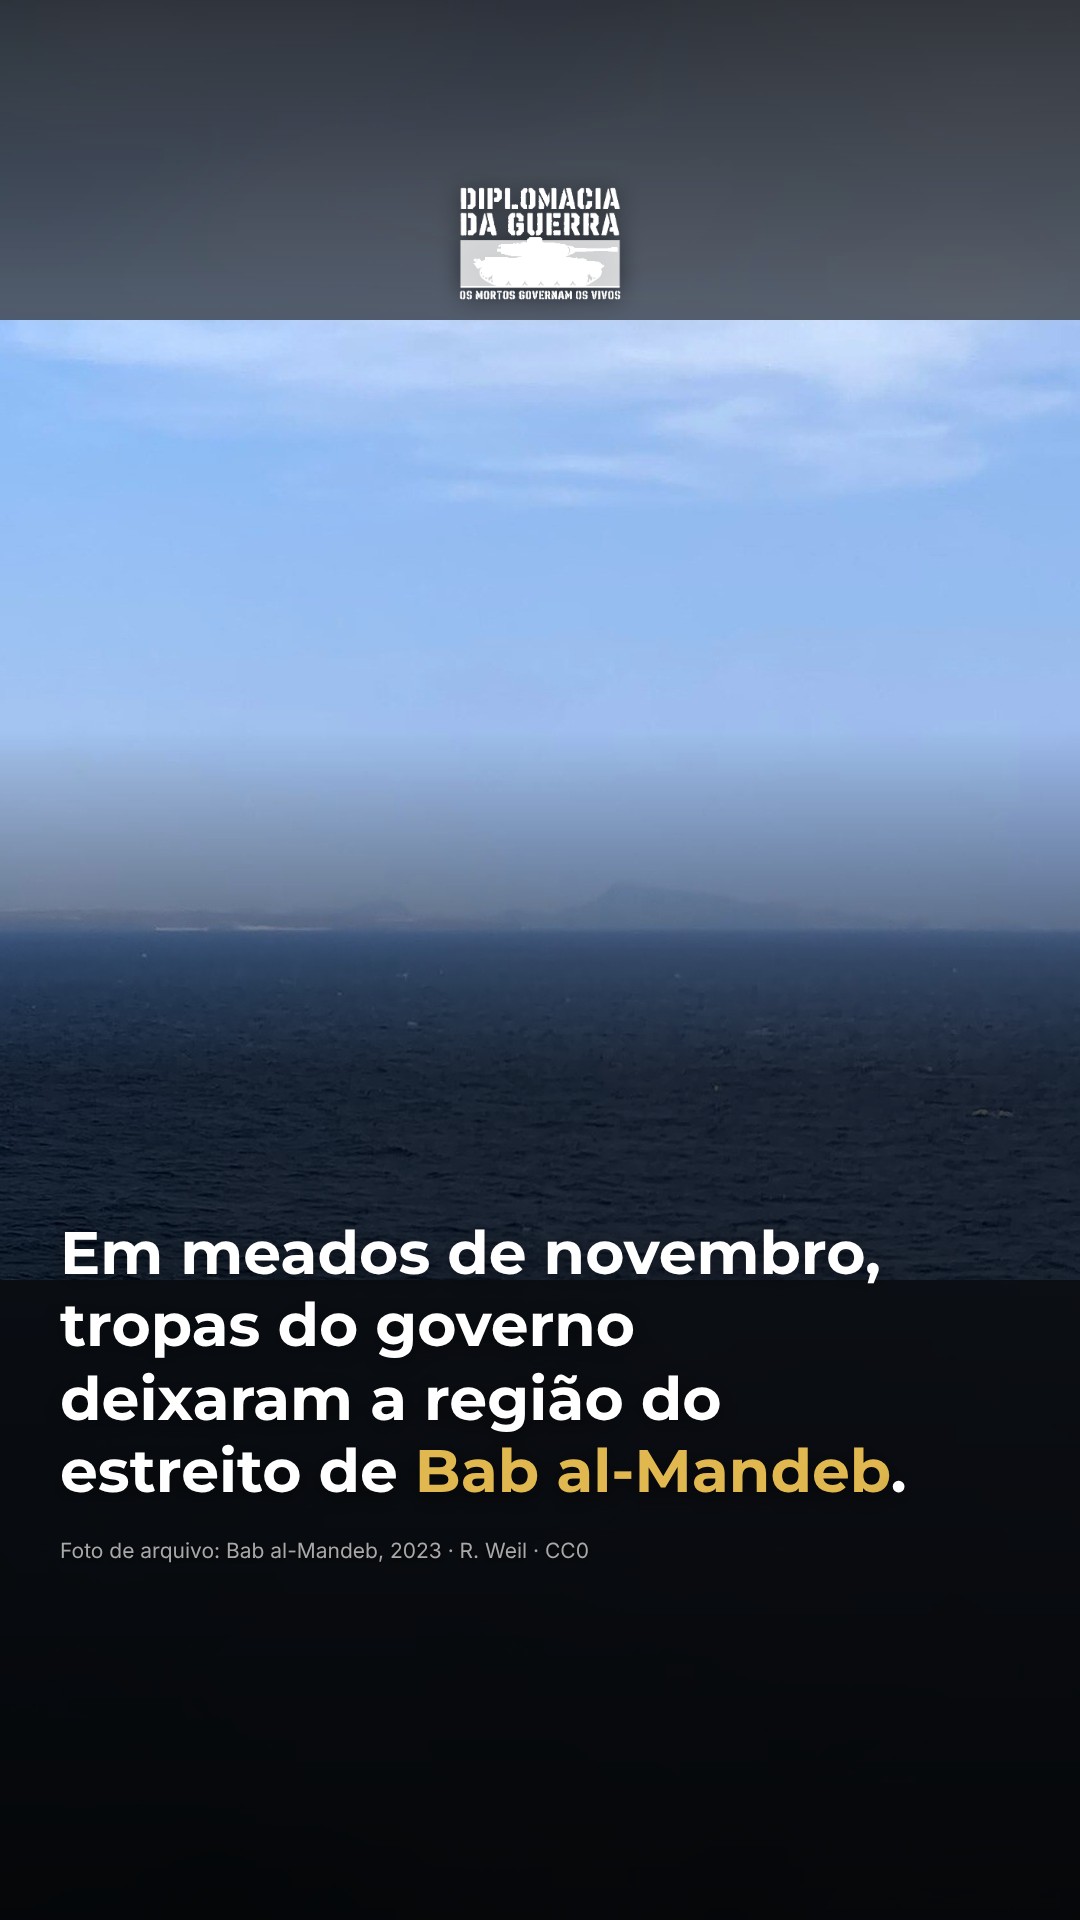 DIPLOMACIA
DA GUERRA
OS MORTOS GOVERNAM OS VIVOS
Em meados de novembro,
tropas do governo
deixaram a região do
estreito de Bab al-Mandeb.
Foto de arquivo: Bab al-Mandeb, 2023 · R. Weil · CC0